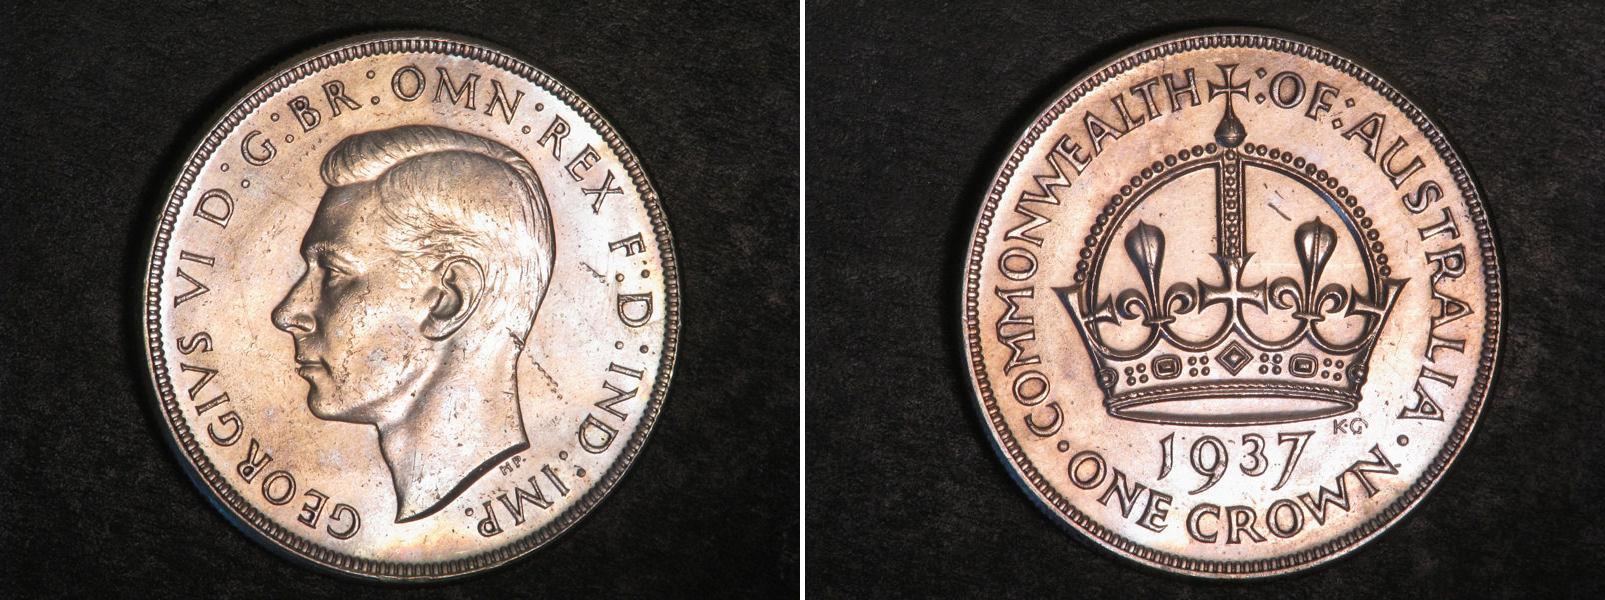 GEORGIVS VI D:G:BR:OMN:REX F:D:IND:IMP.
HP.
COMMONWEALTH:OF:AUSTRALIA
KG
1937
·ONE CROWN·